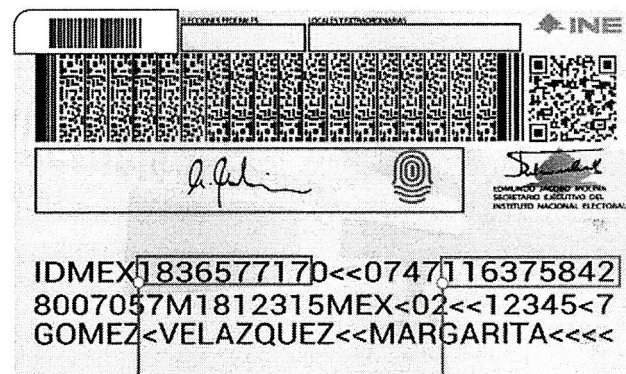 ELECCIONES FEDERALES
LOCALES Y EXTRAORDINARIAS
INE
EDMUNDO JACOBO MOLINA
SECRETARIO EJECUTIVO DEL
INSTITUTO NACIONAL ELECTORAL
IDMEX1836577170<<0747116375842
8007057M1812315MEX<02<<12345<7
GOMEZ<VELAZQUEZ<<MARGARITA<<<<